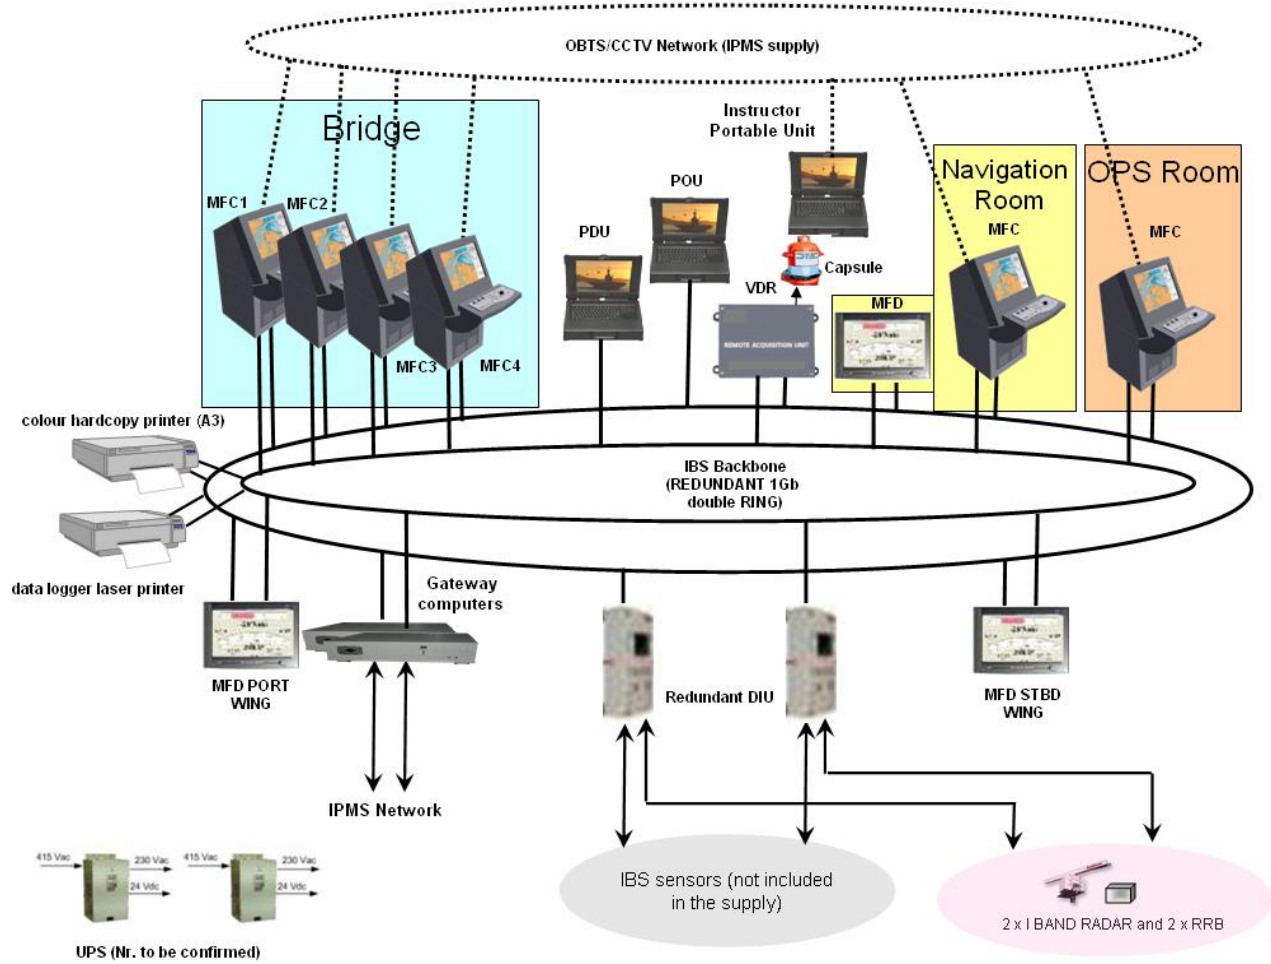 OBTS/CCTV Network (IPMS supply)
Bridge
Instructor
Portable Unit
Navigation
Room
OPS Room
MFC1
MFC2
POU
PDU
MFC
MFC
Capsule
VDR
MFD
REMOTE ACQUISITION UNIT
MFC3
MFC4
colour hardcopy printer (A3)
IBS Backbone
(REDUNDANT 1Gb
double RING)
data logger laser printer
Gateway
computers
MFD PORT
WING
Redundant DIU
MFD STBD
WING
IPMS Network
415 Vac
230 Vac
24 Vdc
415 Vac
230 Vac
24 Vdc
UPS (Nr. to be confirmed)
IBS sensors (not included
in the supply)
2 x I BAND RADAR and 2 x RRB